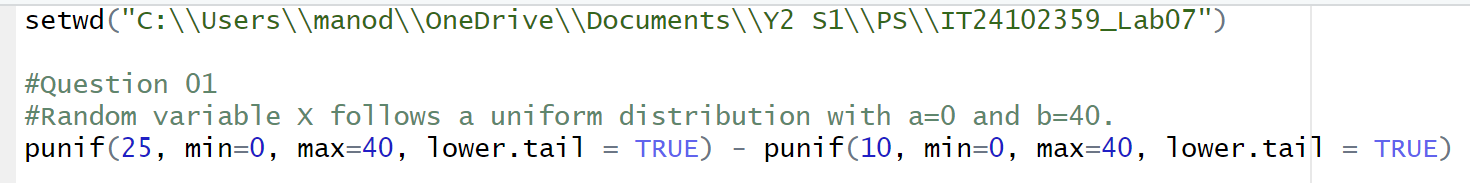 setwd("C:\\Users\\manod\\OneDrive\\Documents\\Y2 S1\\PS\\IT24102359_Lab07")
#Question 01
#Random variable X follows a uniform distribution with a=0 and b=40.
punif(25, min=0, max=40, lower.tail = TRUE) - punif(10, min=0, max=40, lower.tail = TRUE)